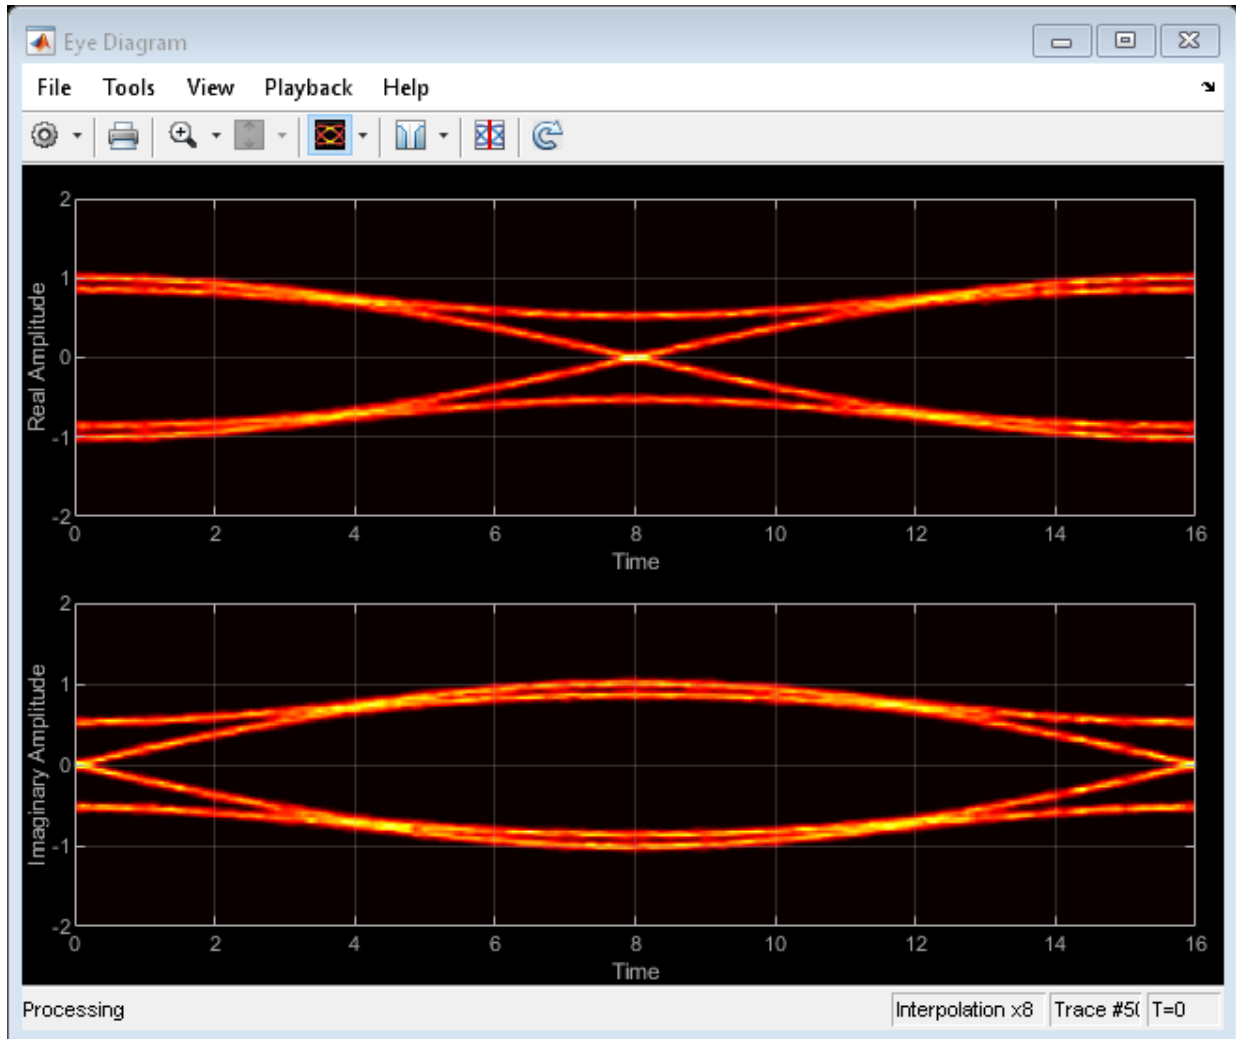 Eye Diagram
File Tools View Playback Help
2
1
0
-1
-2
Real Amplitude
0 2 4 6 8 10 12 14 16
Time
2
1
0
-1
-2
Imaginary Amplitude
0 2 4 6 8 10 12 14 16
Time
Processing Interpolation x8 Trace #5 T=0